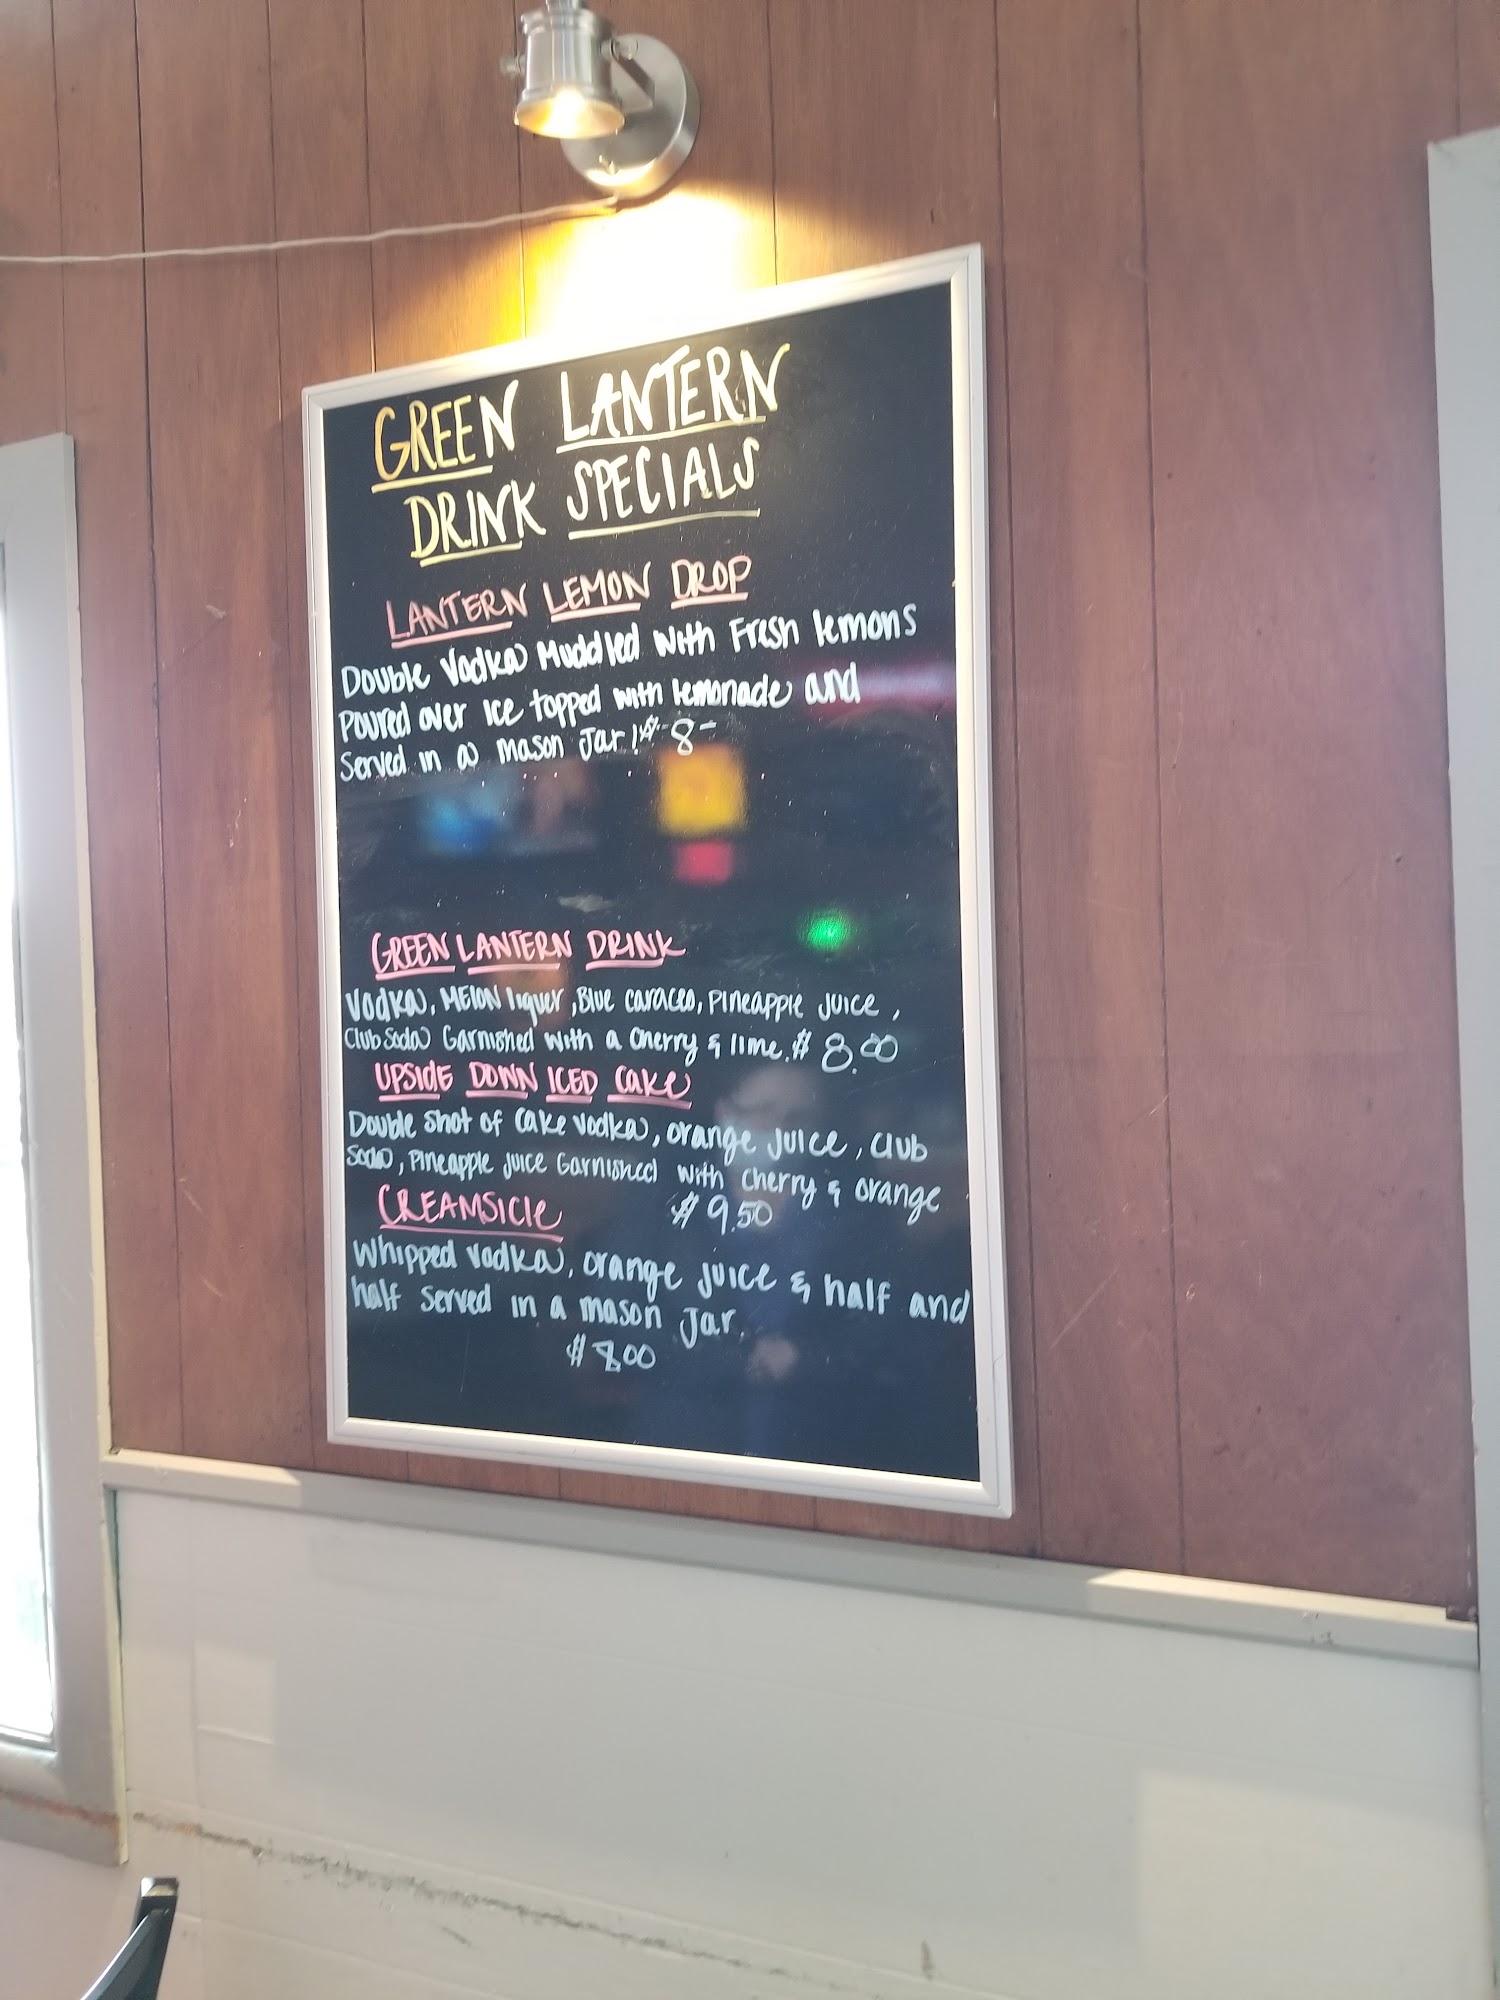 GREEN LANTERN
DRINK SPECIALS
LANTERN LEMON DROP
Double Vodka Muddled with Fresh lemons
Poured over Ice topped with lemonade and
Served in a mason Jar! $ 8-
GREEN LANTERN DRINK
Vodka, MElON liquer, Blue caracao, Pineapple Juice,
Club Soda Garnished with a cherry & lime. $ 8.00
UPSiDE DOWN ICED Cake
Double Shot of Cake Vodka, orange juice, club
Soda, Pineapple juice Garnished with cherry & orange
$9.50
CREAMSICLE
Whipped Vodka, orange juice & half and
half served in a mason Jar.
$8.00